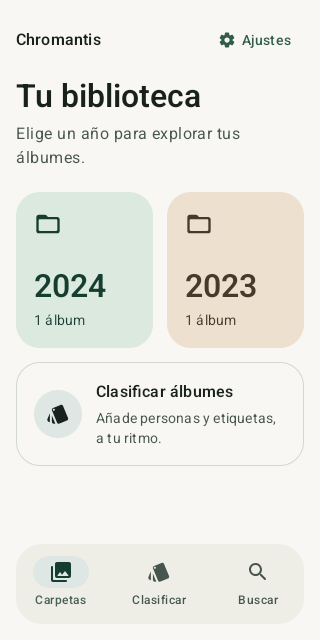 Chromantis
Ajustes
Tu biblioteca
Elige un año para explorar tus
álbumes.
2024
1 álbum
2023
1 álbum
Clasificar álbumes
Añade personas y etiquetas,
a tu ritmo.
Carpetas
Clasificar
Buscar